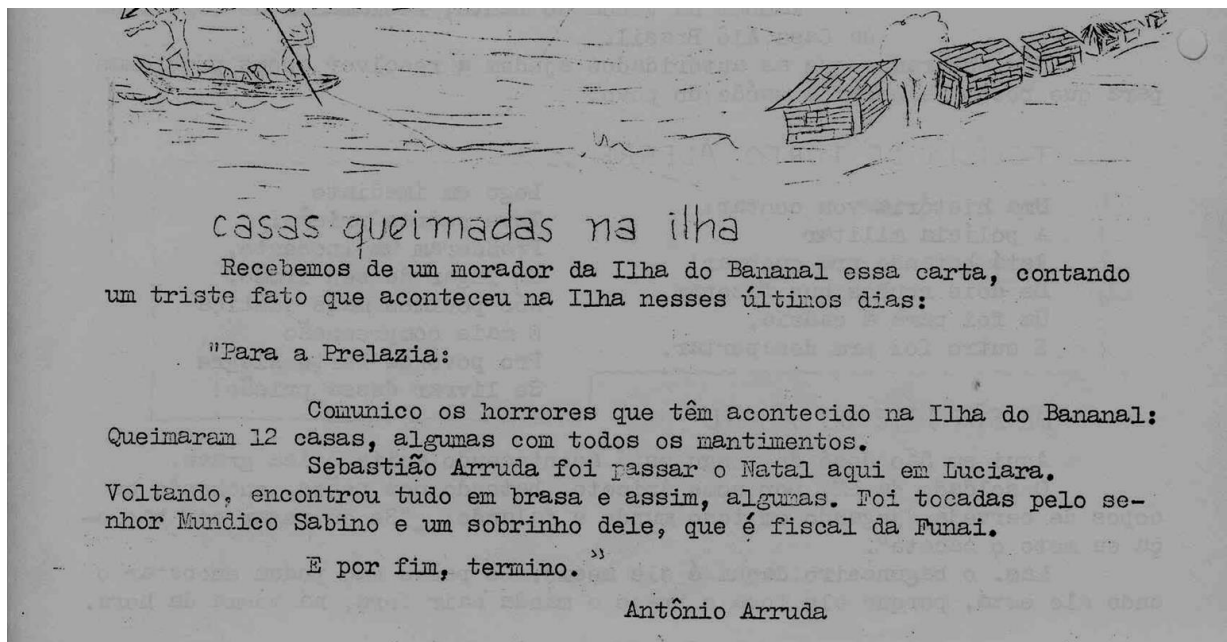 casas queimadas na ilha
Recebemos de um morador da Ilha do Bananal essa carta, contando
um triste fato que aconteceu na Ilha nesses últimos dias:
"Para a Prelazia:
Comunico os horrores que têm acontecido na Ilha do Bananal:
Queimaram 12 casas, algumas com todos os mantimentos.
Sebastião Arruda foi passar o Natal aqui em Luciara.
Voltando, encontrou tudo em brasa e assim, algumas. Foi tocadas pelo se-
nhor Mundico Sabino e um sobrinho dele, que é fiscal da Funai.
E por fim, termino."
Antônio Arruda